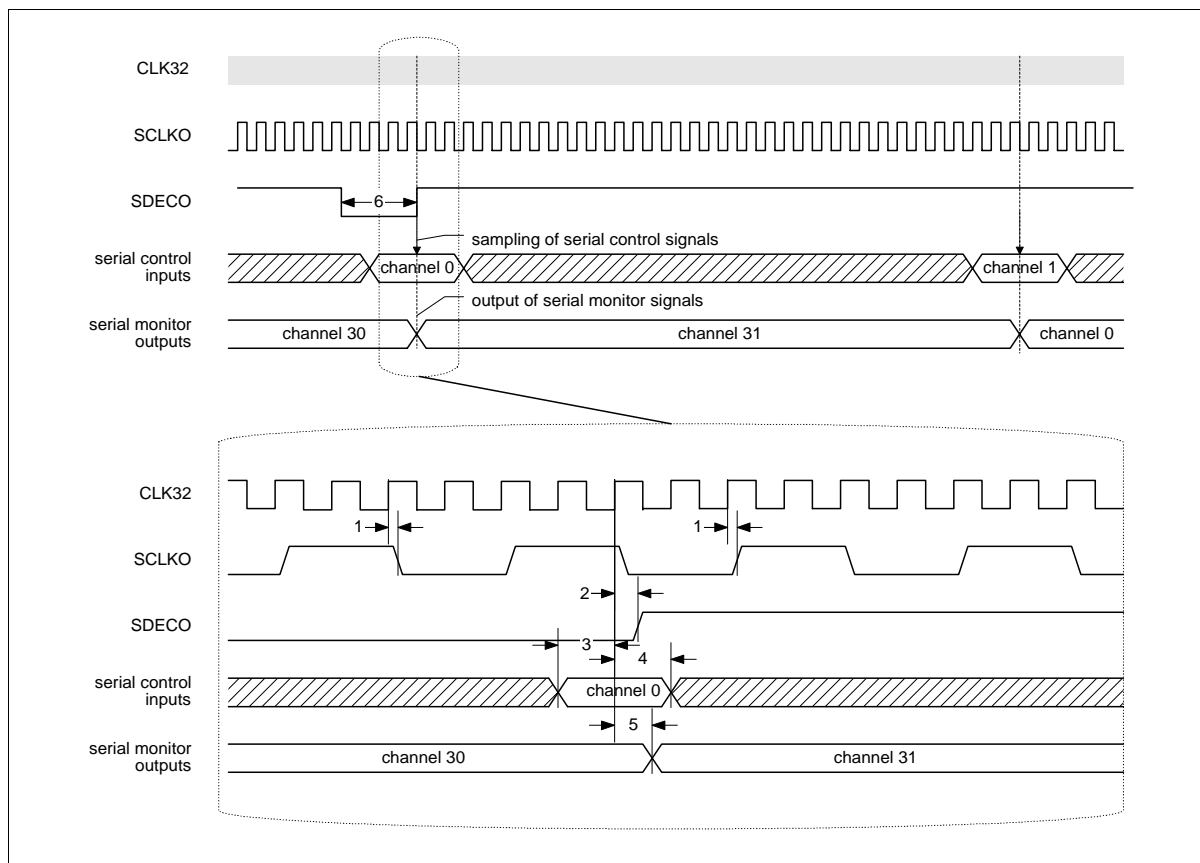 CLK32
SCLKO
SDECO
6
sampling of serial control signals
serial control
inputs
channel 0
channel 1
output of serial monitor signals
serial monitor
outputs
channel 30
channel 31
channel 0
CLK32
1
1
SCLKO
2
SDECO
3
4
serial control
inputs
channel 0
5
serial monitor
outputs
channel 30
channel 31